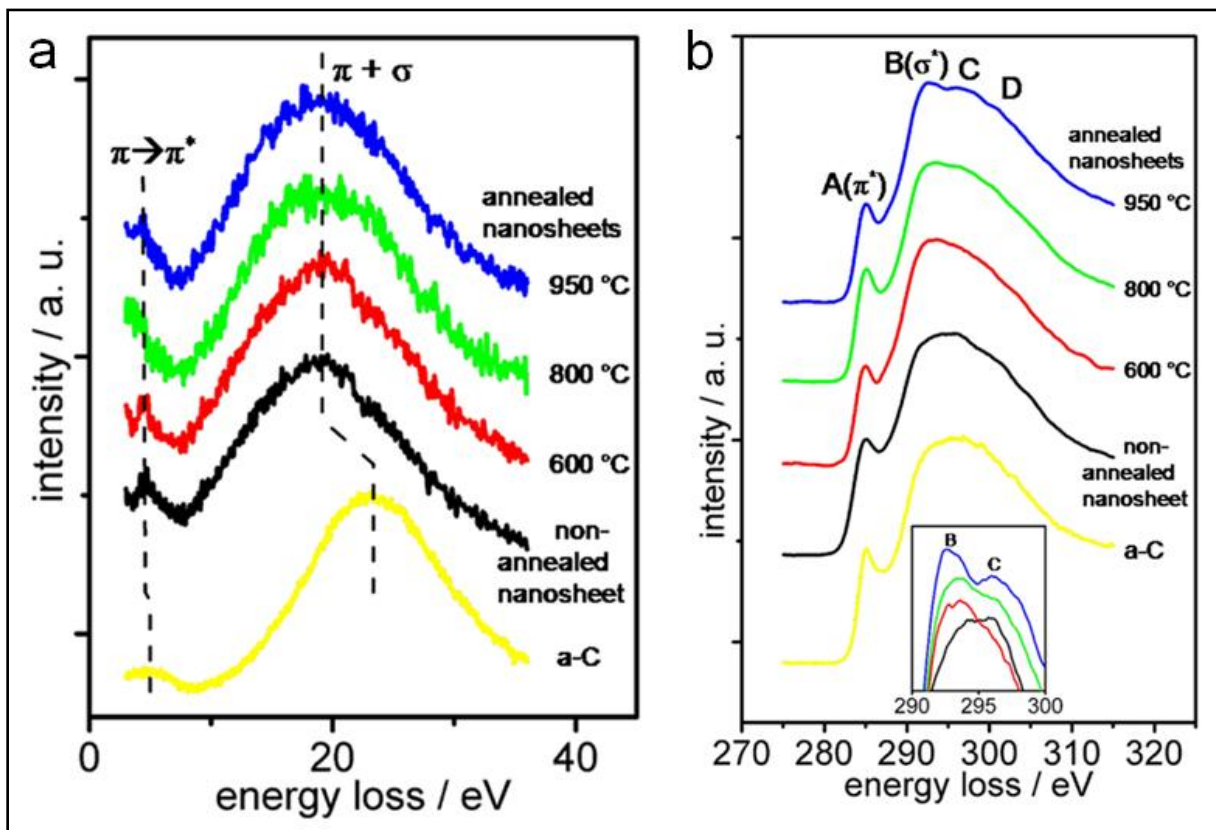 a
π + σ
π→π*
annealed
nanosheets
950 °C
800 °C
600 °C
non-
annealed
nanosheet
a-C
intensity / a. u.
0
20
40
energy loss / eV
b
B(σ*)
C
D
A(π*)
annealed
nanosheets
950 °C
800 °C
600 °C
non-
annealed
nanosheet
a-C
B
C
290
295
300
intensity / a. u.
270
280
290
300
310
320
energy loss / eV